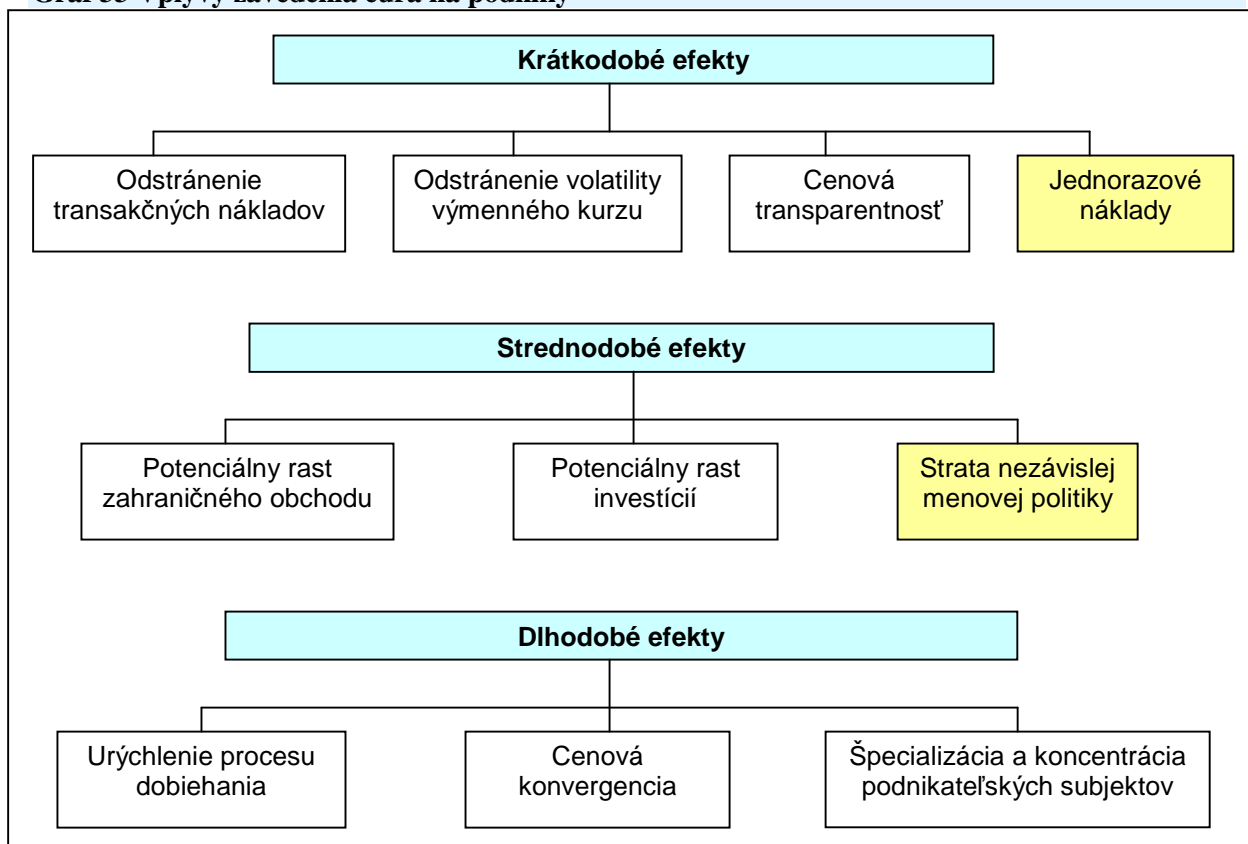 Krátkodobé efekty
Odstránenie
transakčných nákladov
Odstránenie volatility
výmenného kurzu
Cenová
transparentnosť
Jednorazové
náklady
Strednodobé efekty
Potenciálny rast
zahraničného obchodu
Potenciálny rast
investícií
Strata nezávislej
menovej politiky
Dlhodobé efekty
Urýchlenie procesu
dobiehania
Cenová
konvergencia
Špecializácia a koncentrácia
podnikateľských subjektov